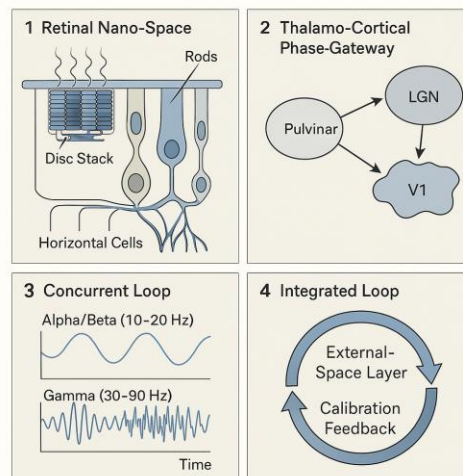 1 Retinal Nano-Space
Rods
Disc Stack
Horizontal Cells
2 Thalamo-Cortical
Phase-Gateway
Pulvinar
LGN
V1
3 Concurrent Loop
Alpha/Beta (10-20 Hz)
Gamma (30-90 Hz)
Time
4 Integrated Loop
External-
Space Layer
Calibration
Feedback